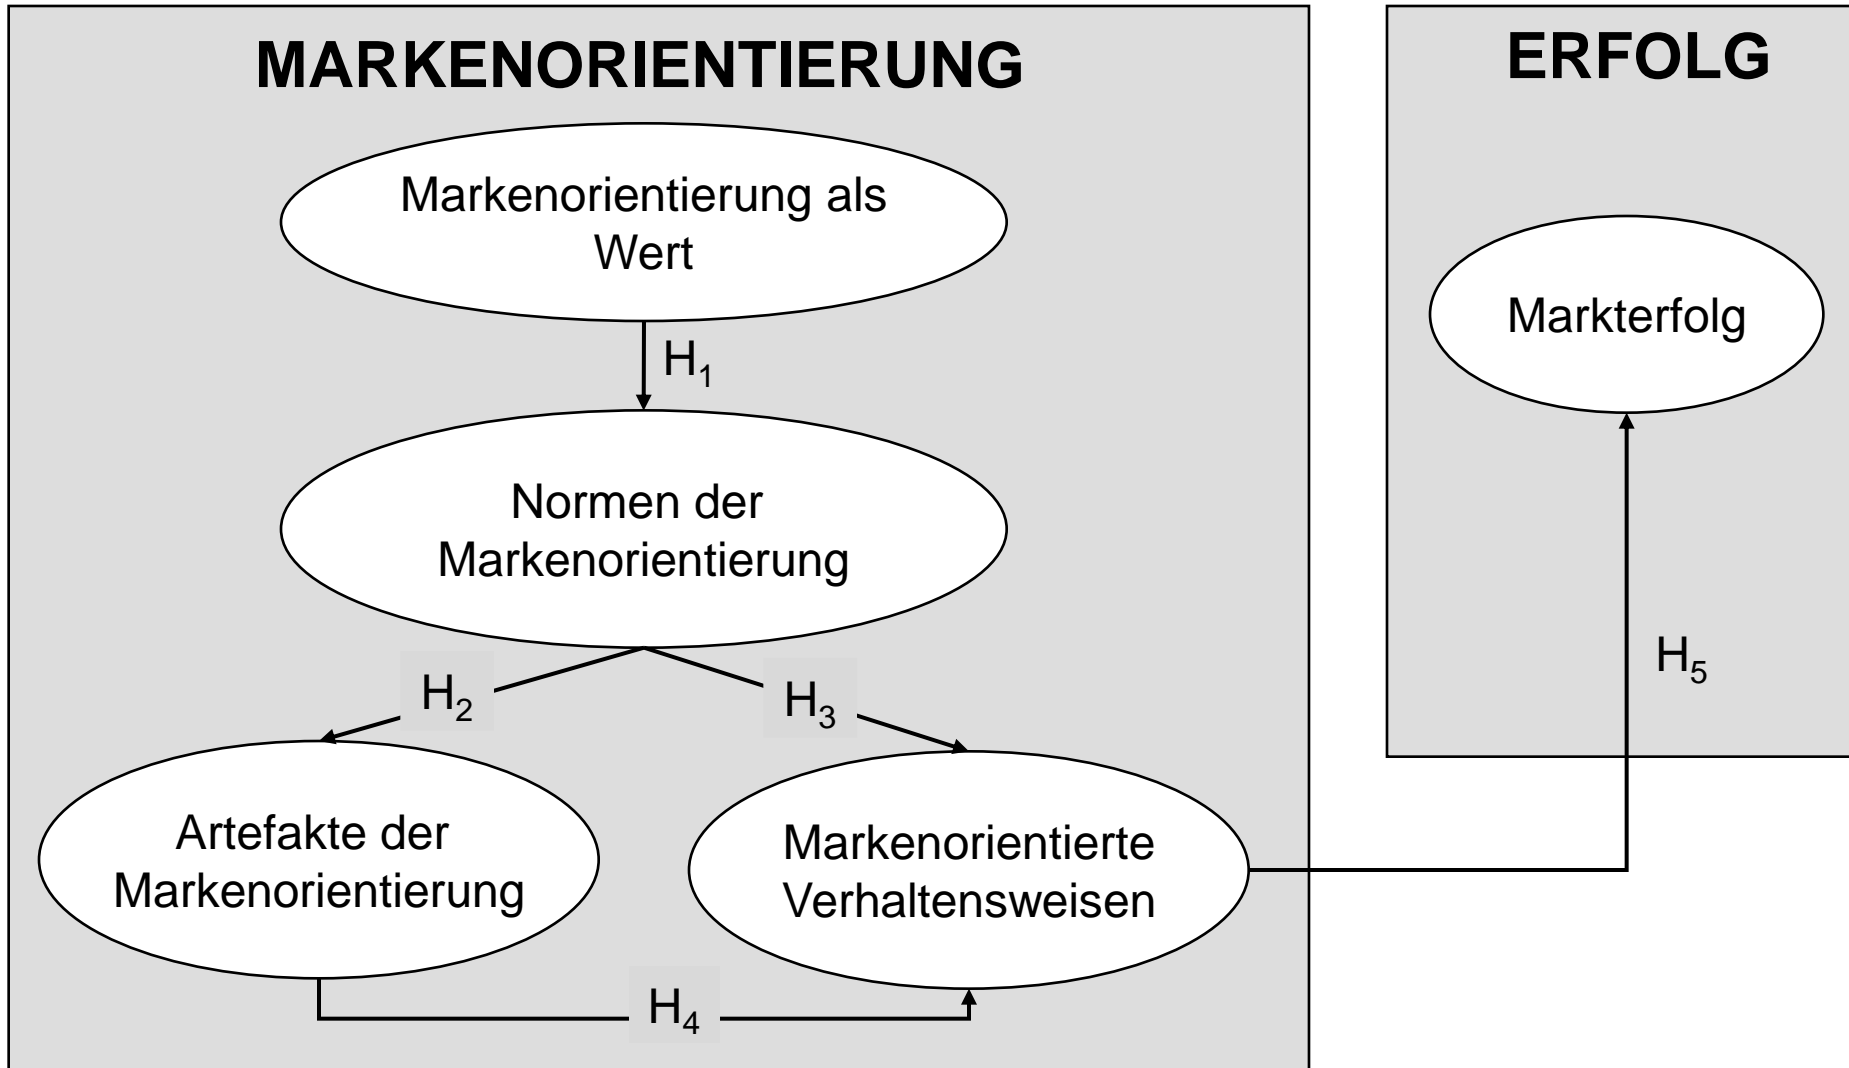 MARKENORIENTIERUNG
Markenorientierung als
Wert
H₁
Normen der
Markenorientierung
H₂
H₃
Artefakte der
Markenorientierung
Markenorientierte
Verhaltensweisen
H₄
ERFOLG
Markterfolg
H₅